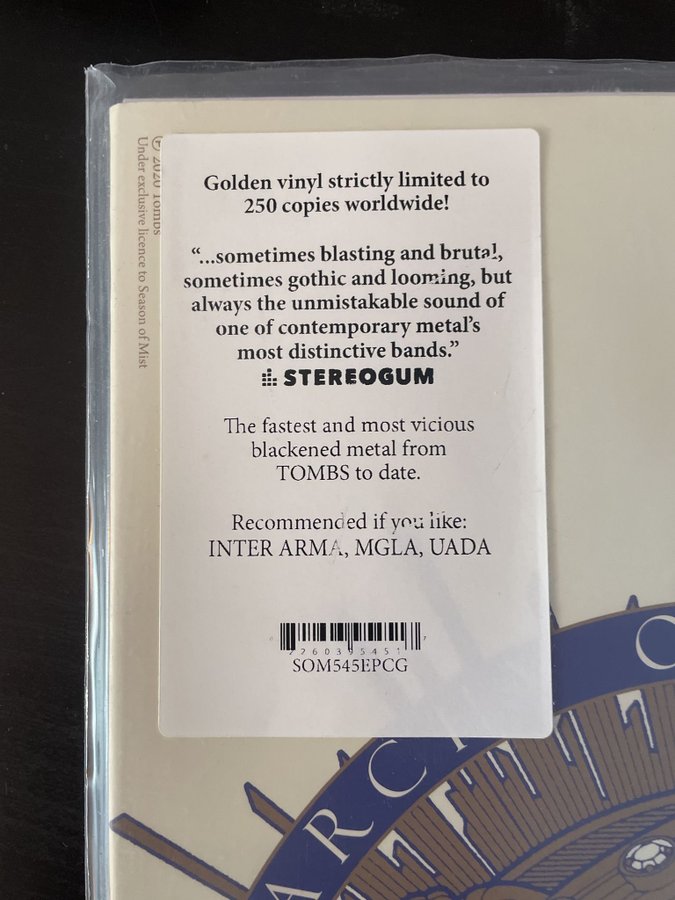 ℗ 2020 Tombs
Under exclusive licence to Season of Mist
Golden vinyl strictly limited to
250 copies worldwide!
“...sometimes blasting and brutal,
sometimes gothic and looming, but
always the unmistakable sound of
one of contemporary metal’s
most distinctive bands.”
STEREOGUM
The fastest and most vicious
blackened metal from
TOMBS to date.
Recommended if you like:
INTER ARMA, MGLA, UADA
SOM545EPCG
ARC
O